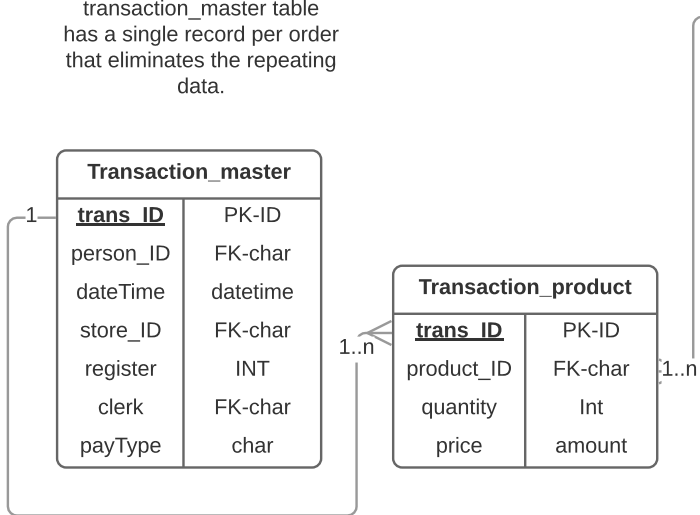 transaction_master table
has a single record per order
that eliminates the repeating
data.
Transaction_master
1
trans_ID PK-ID
person_ID FK-char
dateTime datetime
store_ID FK-char
register INT
clerk FK-char
payType char
1..n
Transaction_product
trans_ID PK-ID
product_ID FK-char
quantity Int
price amount
1..n